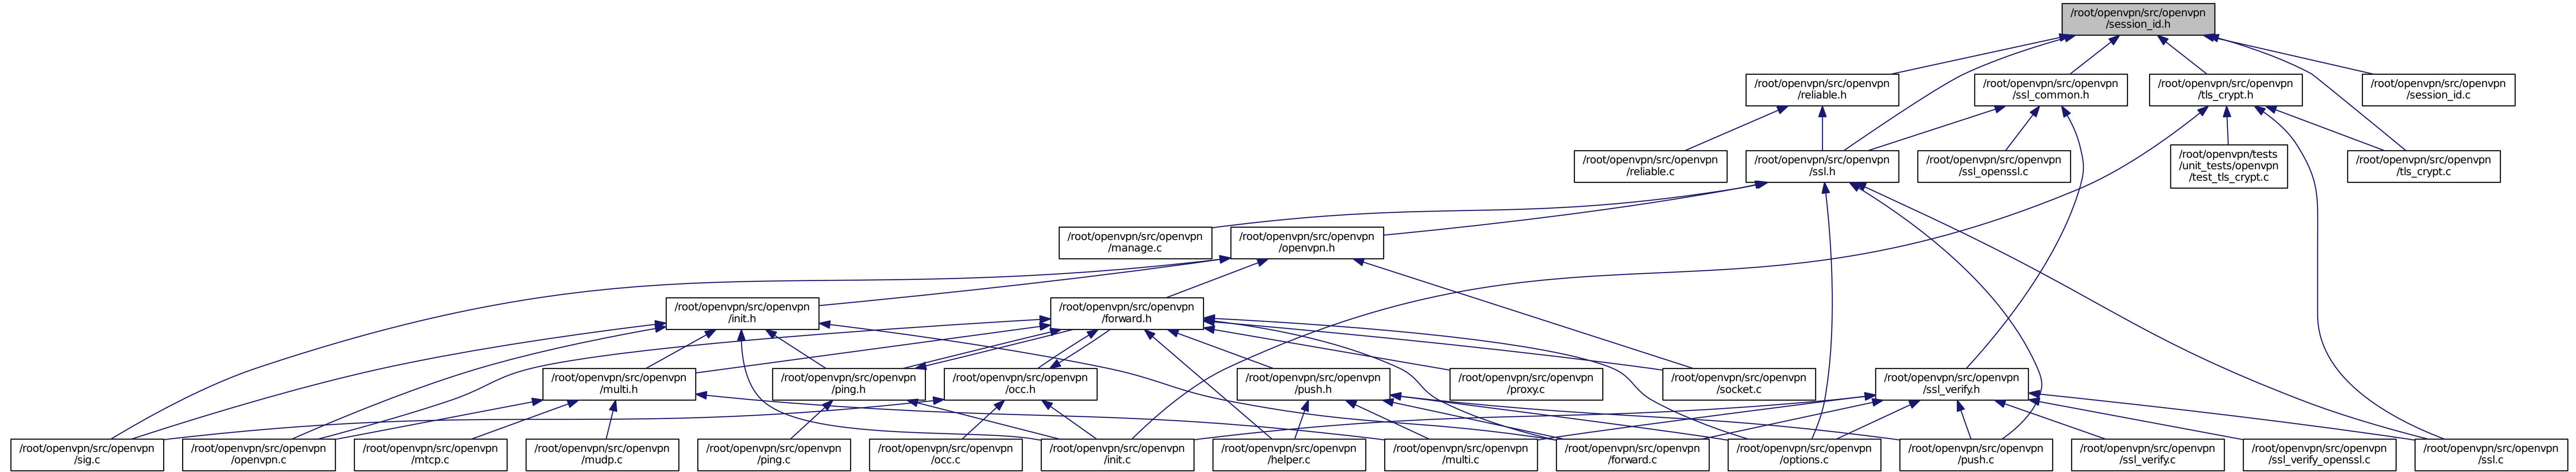 /root/openvpn/src/openvpn
/session_id.h
/root/openvpn/src/openvpn
/reliable.h
/root/openvpn/src/openvpn
/ssl_common.h
/root/openvpn/src/openvpn
/tls_crypt.h
/root/openvpn/src/openvpn
/session_id.c
/root/openvpn/src/openvpn
/reliable.c
/root/openvpn/src/openvpn
/ssl.h
/root/openvpn/src/openvpn
/ssl_openssl.c
/root/openvpn/tests
/unit_tests/openvpn
/test_tls_crypt.c
/root/openvpn/src/openvpn
/tls_crypt.c
/root/openvpn/src/openvpn
/manage.c
/root/openvpn/src/openvpn
/openvpn.h
/root/openvpn/src/openvpn
/init.h
/root/openvpn/src/openvpn
/forward.h
/root/openvpn/src/openvpn
/multi.h
/root/openvpn/src/openvpn
/ping.h
/root/openvpn/src/openvpn
/occ.h
/root/openvpn/src/openvpn
/push.h
/root/openvpn/src/openvpn
/proxy.c
/root/openvpn/src/openvpn
/socket.c
/root/openvpn/src/openvpn
/ssl_verify.h
/root/openvpn/src/openvpn
/sig.c
/root/openvpn/src/openvpn
/openvpn.c
/root/openvpn/src/openvpn
/mtcp.c
/root/openvpn/src/openvpn
/mudp.c
/root/openvpn/src/openvpn
/ping.c
/root/openvpn/src/openvpn
/occ.c
/root/openvpn/src/openvpn
/init.c
/root/openvpn/src/openvpn
/helper.c
/root/openvpn/src/openvpn
/multi.c
/root/openvpn/src/openvpn
/forward.c
/root/openvpn/src/openvpn
/options.c
/root/openvpn/src/openvpn
/push.c
/root/openvpn/src/openvpn
/ssl_verify.c
/root/openvpn/src/openvpn
/ssl_verify_openssl.c
/root/openvpn/src/openvpn
/ssl.c